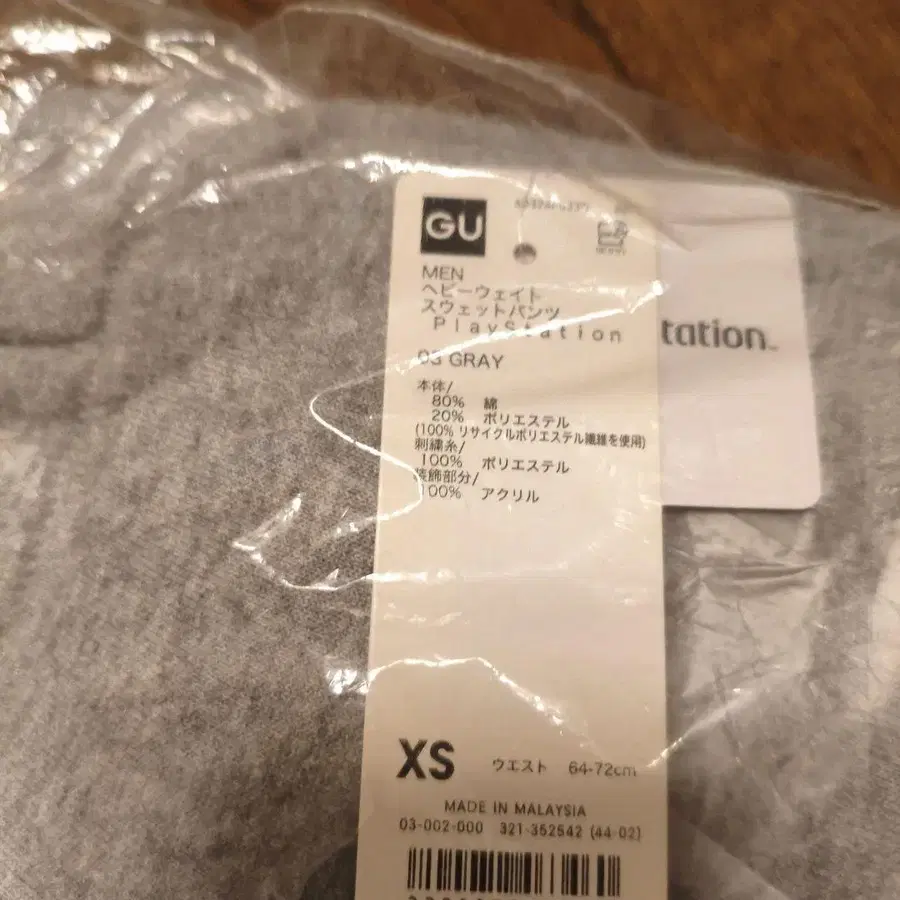 GU
MEN
ヘビーウェイト
スウェットパンツ
PlayStation
tation
03 GRAY
本体/
80% 綿
20% ポリエステル
(100% リサイクルポリエステル繊維を使用)
刺繍糸/
100% ポリエステル
装飾部分/
100% アクリル
XS ウエスト 64-72cm
MADE IN MALAYSIA
03-002-000 321-352542 (44-02)